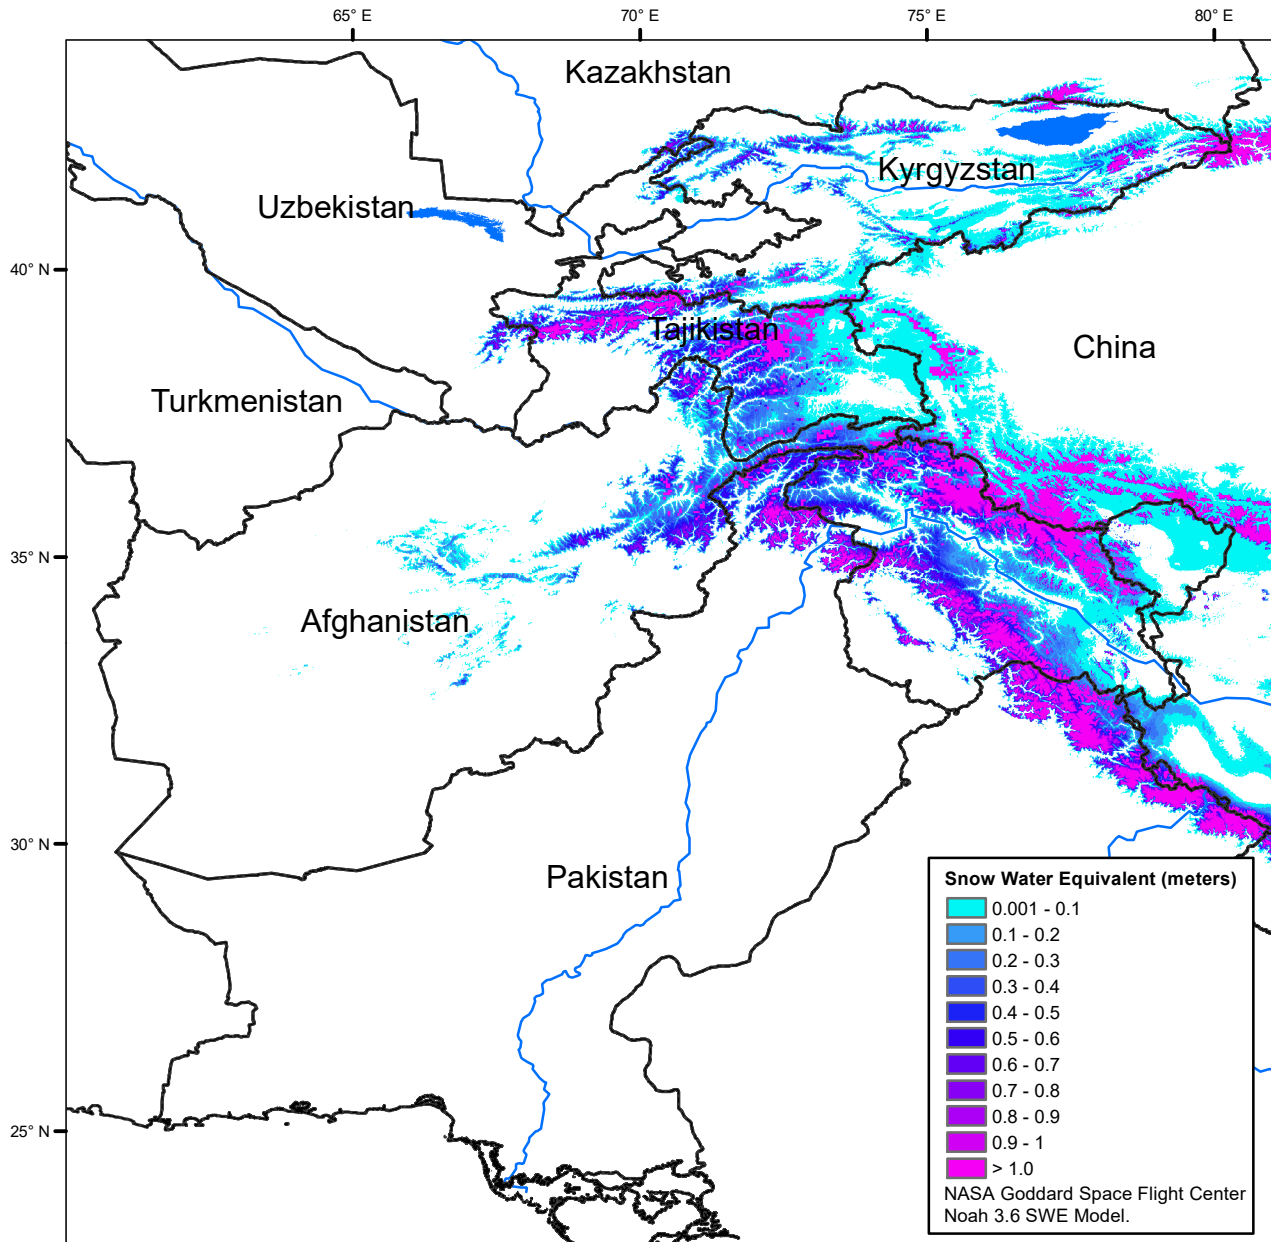 65° E
70° E
75° E
80° E
Kazakhstan
Kyrgyzstan
Uzbekistan
40° N
Tajikistan
China
Turkmenistan
35° N
Afghanistan
30° N
Pakistan
25° N
Snow Water Equivalent (meters)
0.001 - 0.1
0.1 - 0.2
0.2 - 0.3
0.3 - 0.4
0.4 - 0.5
0.5 - 0.6
0.6 - 0.7
0.7 - 0.8
0.8 - 0.9
0.9 - 1
> 1.0
NASA Goddard Space Flight Center
Noah 3.6 SWE Model.